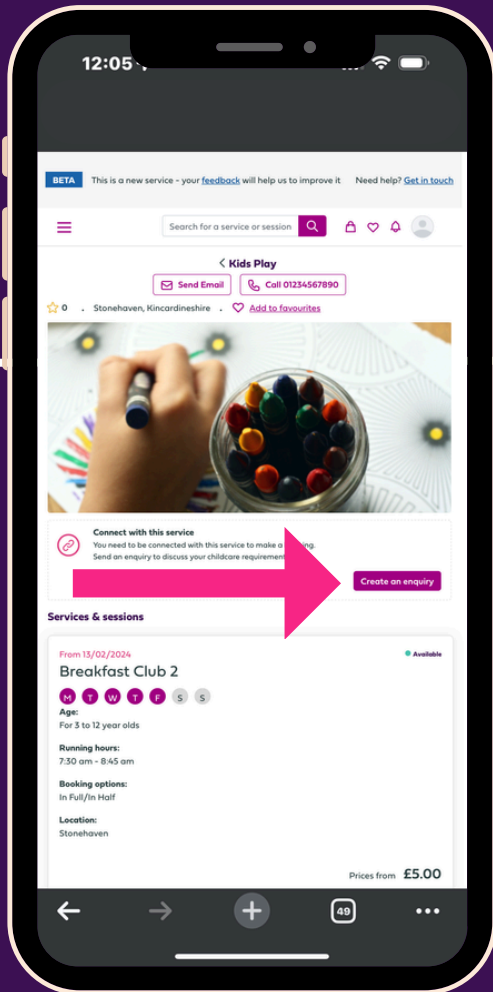 12:05
BETA This is a new service - your feedback will help us to improve it Need help? Get in touch
Search for a service or session
< Kids Play
Send Email Call 01234567890
0 . Stonehaven, Kincardineshire . Add to favourites
Connect with this service
You need to be connected with this service to make a
Send an enquiry to discuss your childcare
Create an enquiry
Services & sessions
From 13/02/2024 Available
Breakfast Club 2
M T W T F S S
Age:
For 3 to 12 year olds
Running hours:
7:30 am - 8:45 am
Booking options:
In Full/In Half
Location:
Stonehaven
Prices from £5.00
49